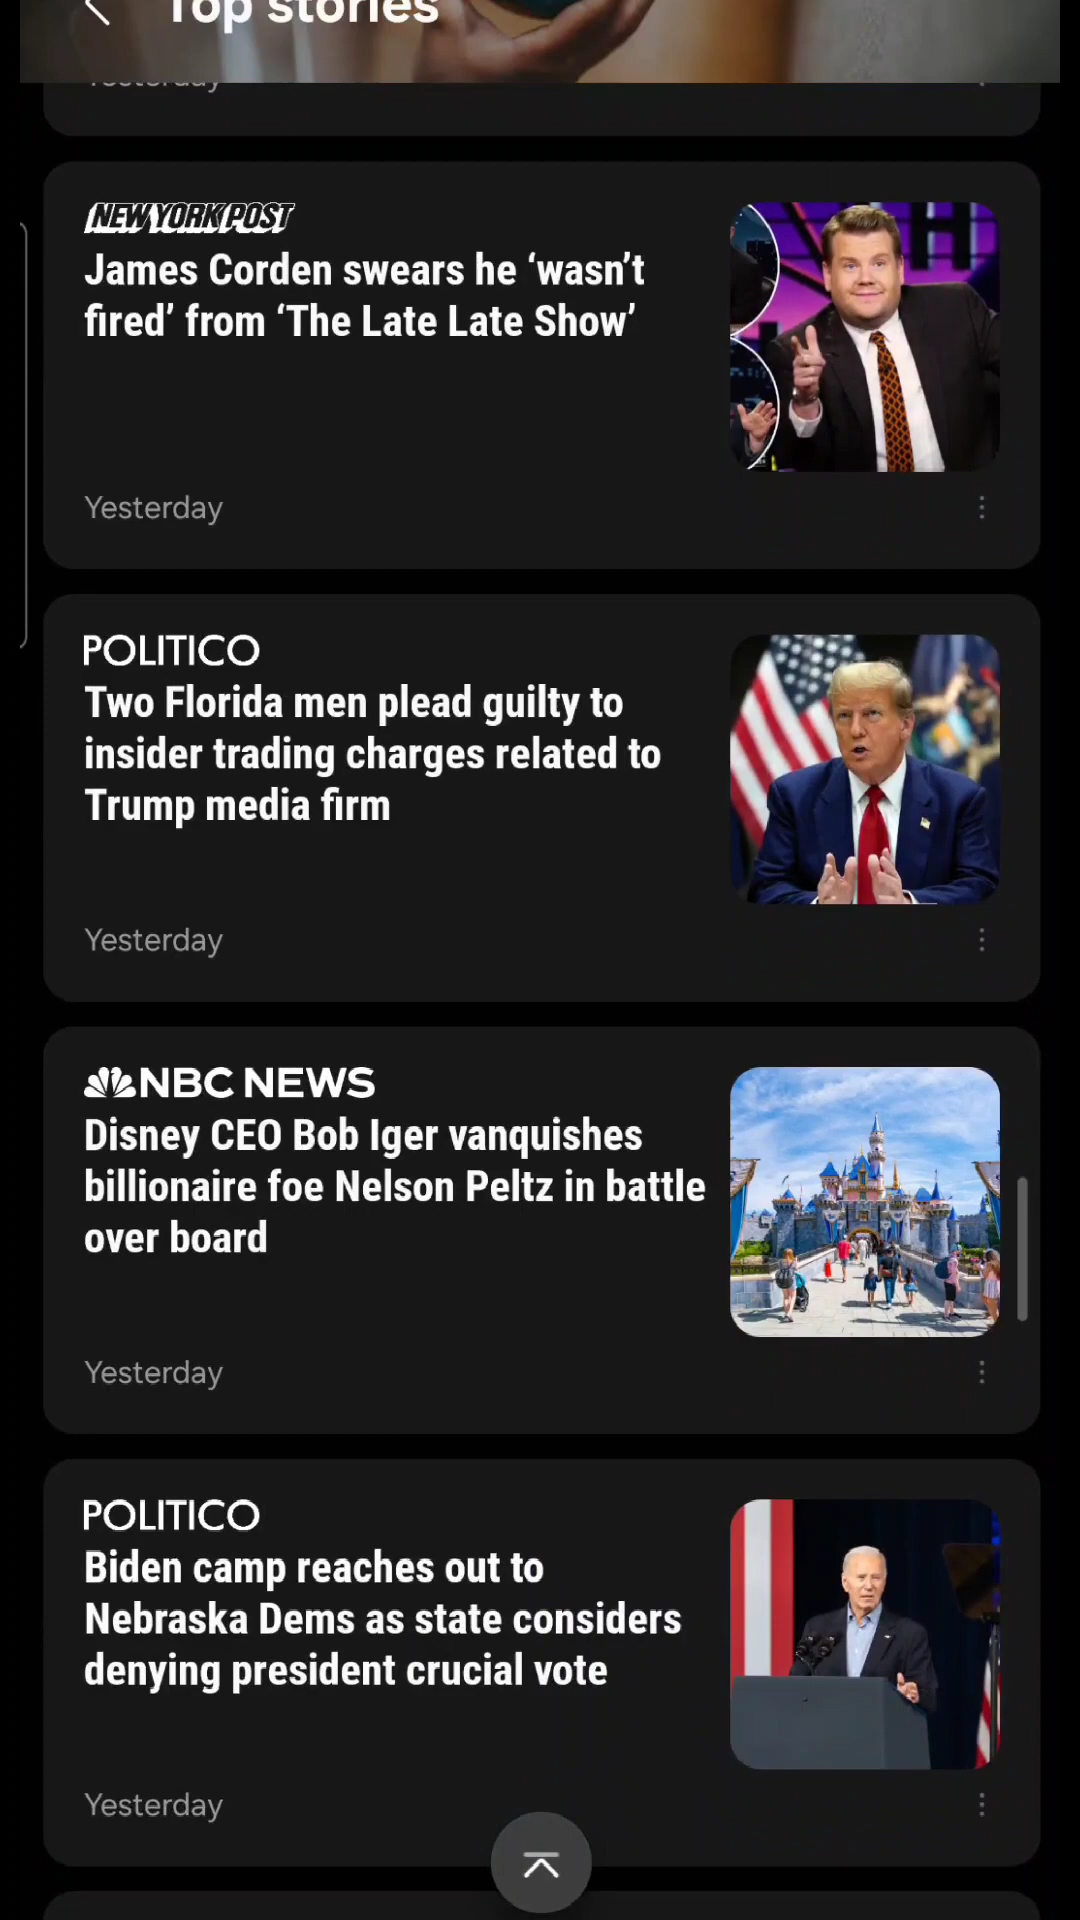 Top stories
Yesterday
NEW YORK POST
James Corden swears he ‘wasn’t
fired’ from ‘The Late Late Show’
Yesterday
POLITICO
Two Florida men plead guilty to
insider trading charges related to
Trump media firm
Yesterday
NBC NEWS
Disney CEO Bob Iger vanquishes
billionaire foe Nelson Peltz in battle
over board
Yesterday
POLITICO
Biden camp reaches out to
Nebraska Dems as state considers
denying president crucial vote
Yesterday